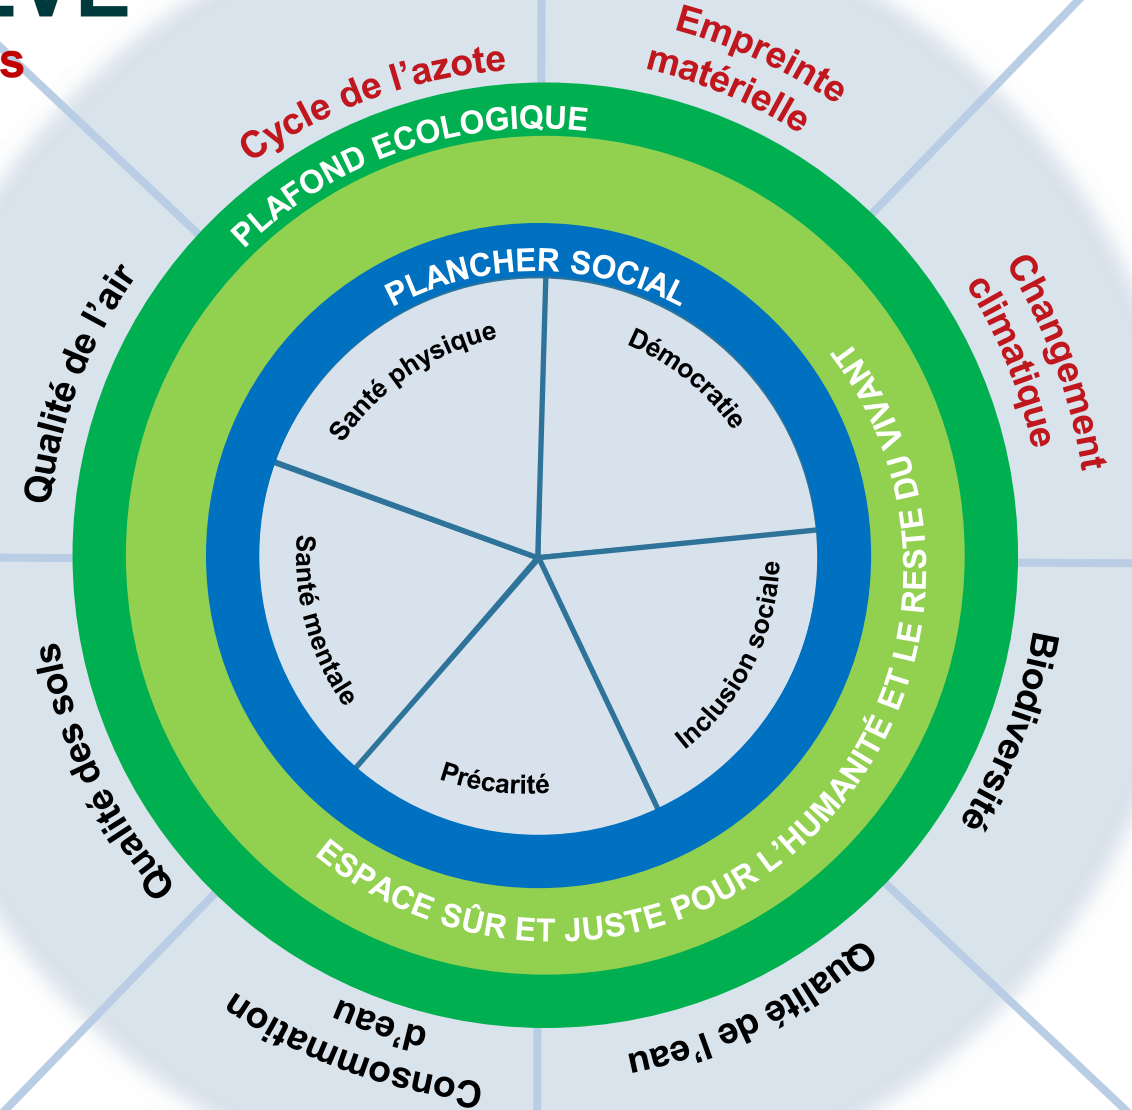 Cycle de l’azote
Empreinte
matérielle
Changement
climatique
Biodiversité
Qualité de l’eau
Consommation
d’eau
Qualité des sols
Qualité de l’air
PLAFOND ECOLOGIQUE
ESPACE SÛR ET JUSTE POUR L’HUMANITÉ ET LE RESTE DU VIVANT
PLANCHER SOCIAL
Démocratie
Inclusion sociale
Précarité
Santé mentale
Santé physique